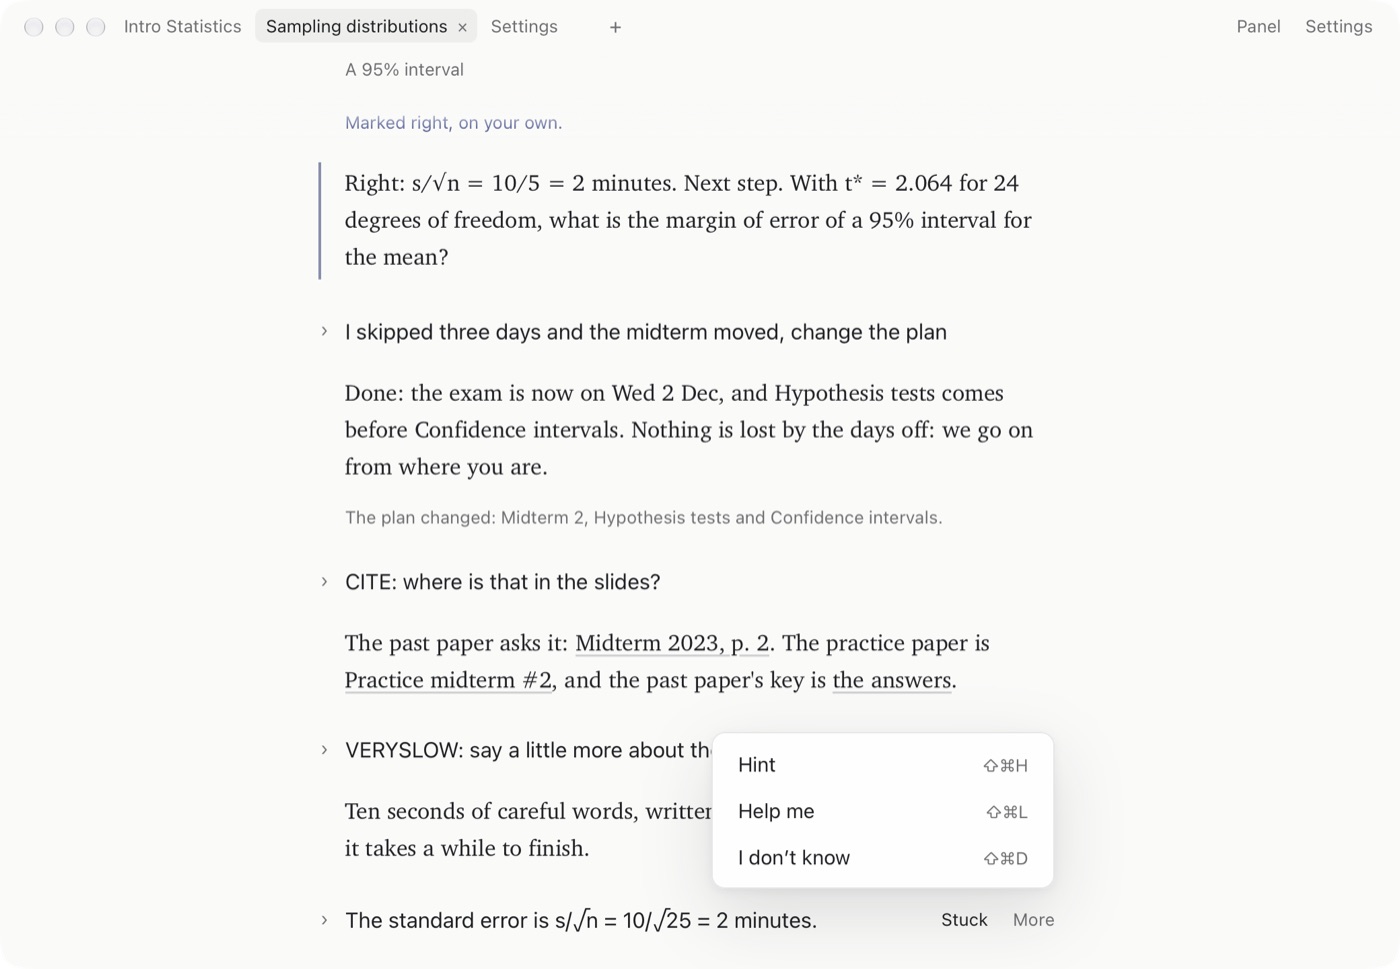 Intro Statistics
Sampling distributions ×
Settings
+
Panel
Settings
A 95% interval
Marked right, on your own.
Right: s/√n = 10/5 = 2 minutes. Next step. With t* = 2.064 for 24
degrees of freedom, what is the margin of error of a 95% interval for
the mean?
I skipped three days and the midterm moved, change the plan
Done: the exam is now on Wed 2 Dec, and Hypothesis tests comes
before Confidence intervals. Nothing is lost by the days off: we go on
from where you are.
The plan changed: Midterm 2, Hypothesis tests and Confidence intervals.
CITE: where is that in the slides?
The past paper asks it: Midterm 2023, p. 2. The practice paper is
Practice midterm #2, and the past paper's key is the answers.
VERYSLOW: say a little more about
Ten seconds of careful words,
it takes a while to finish.
Hint ⇧⌘H
Help me ⇧⌘L
I don’t know ⇧⌘D
The standard error is s/√n = 10/√25 = 2 minutes.
Stuck
More